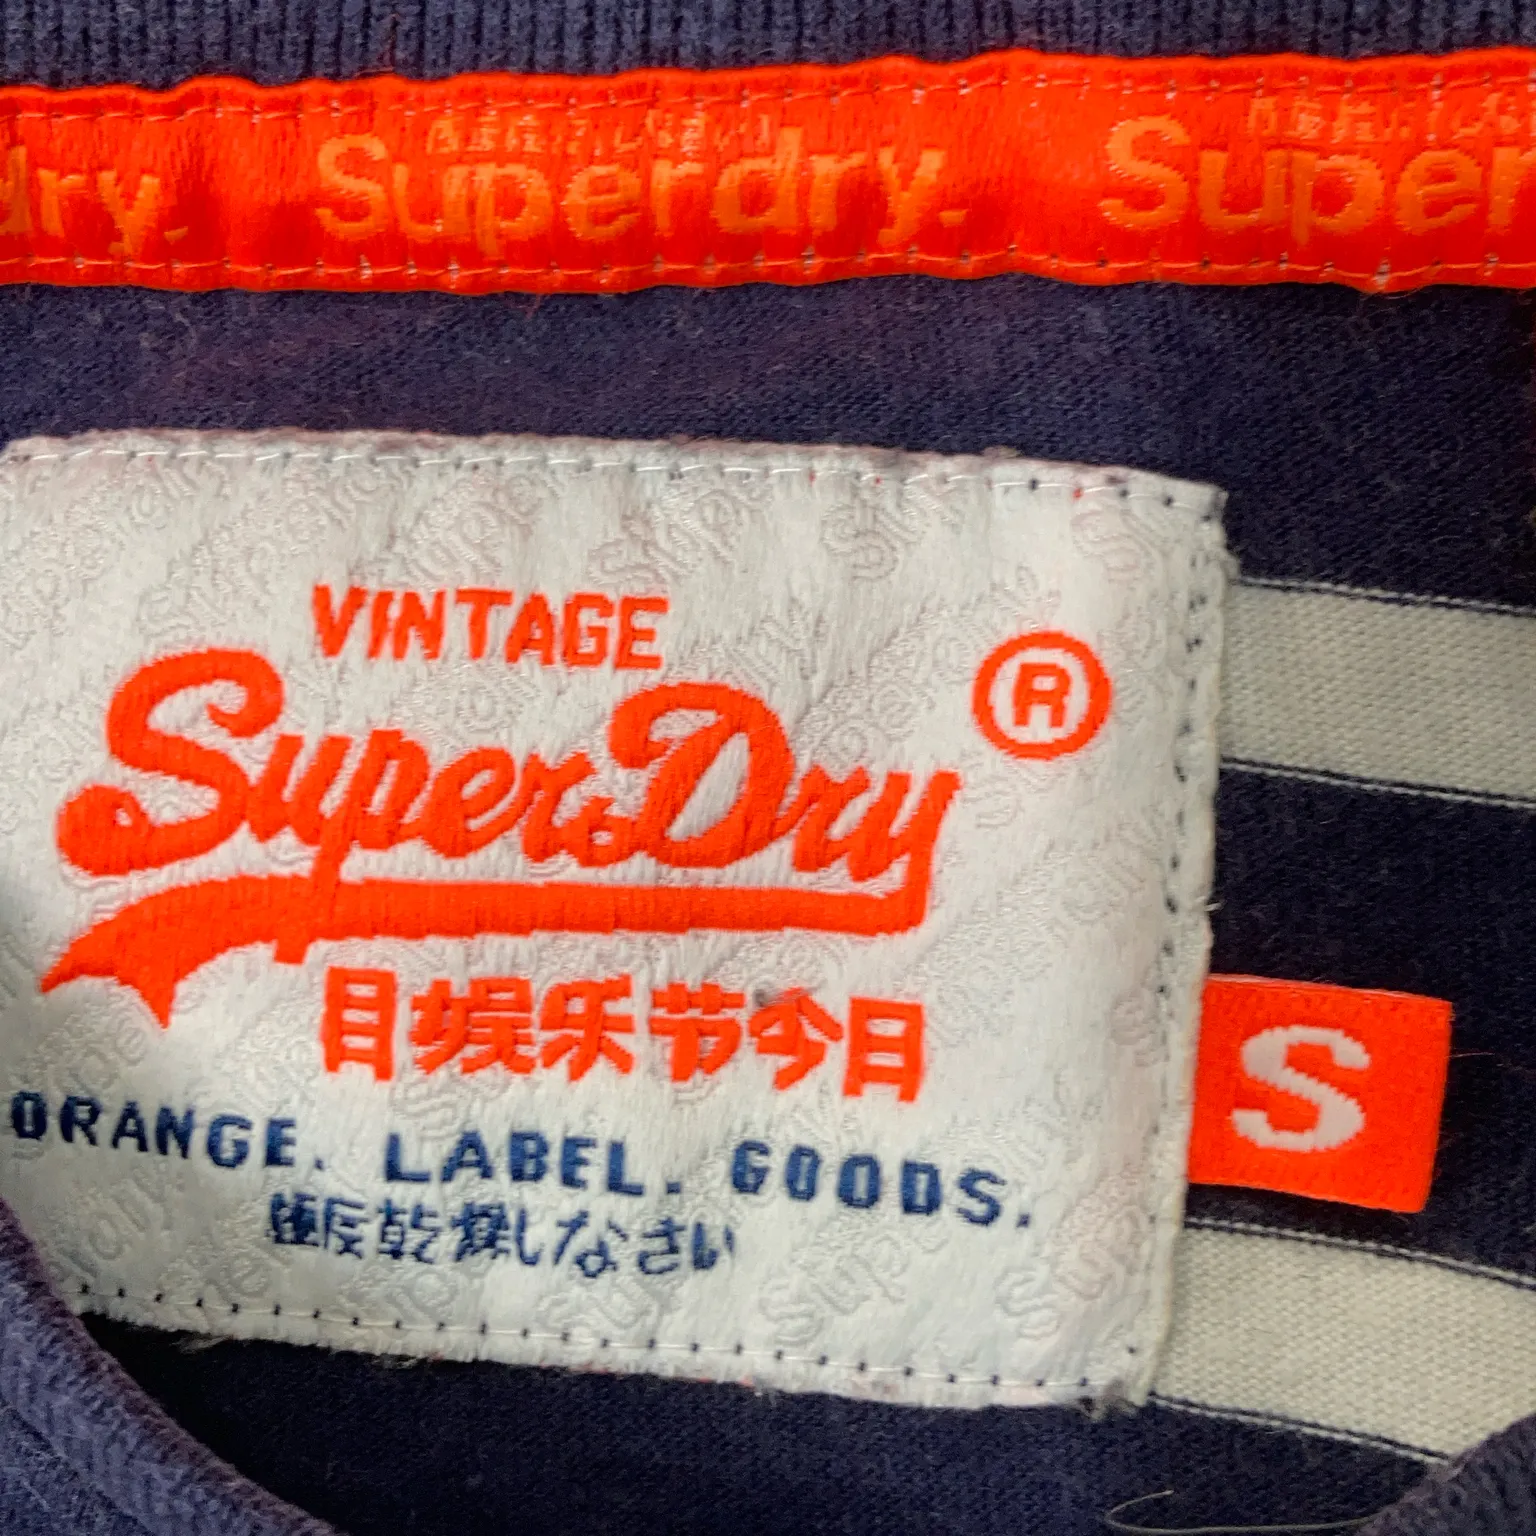 dry. Superdry. Super
VINTAGE
SuperDry ®
目娱乐节今日
S
ORANGE. LABEL. GOODS.
極度乾燥しなさい